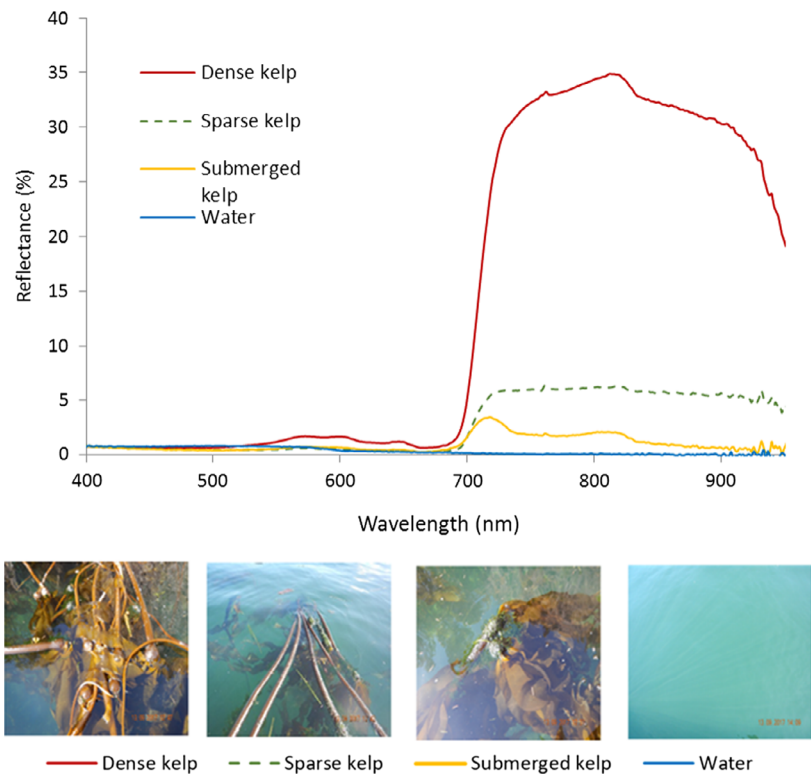 40
35
30
25
20
15
10
5
0
Reflectance (%)
Dense kelp
Sparse kelp
Submerged
kelp
Water
400 500 600 700 800 900
Wavelength (nm)
Dense kelp Sparse kelp Submerged kelp Water